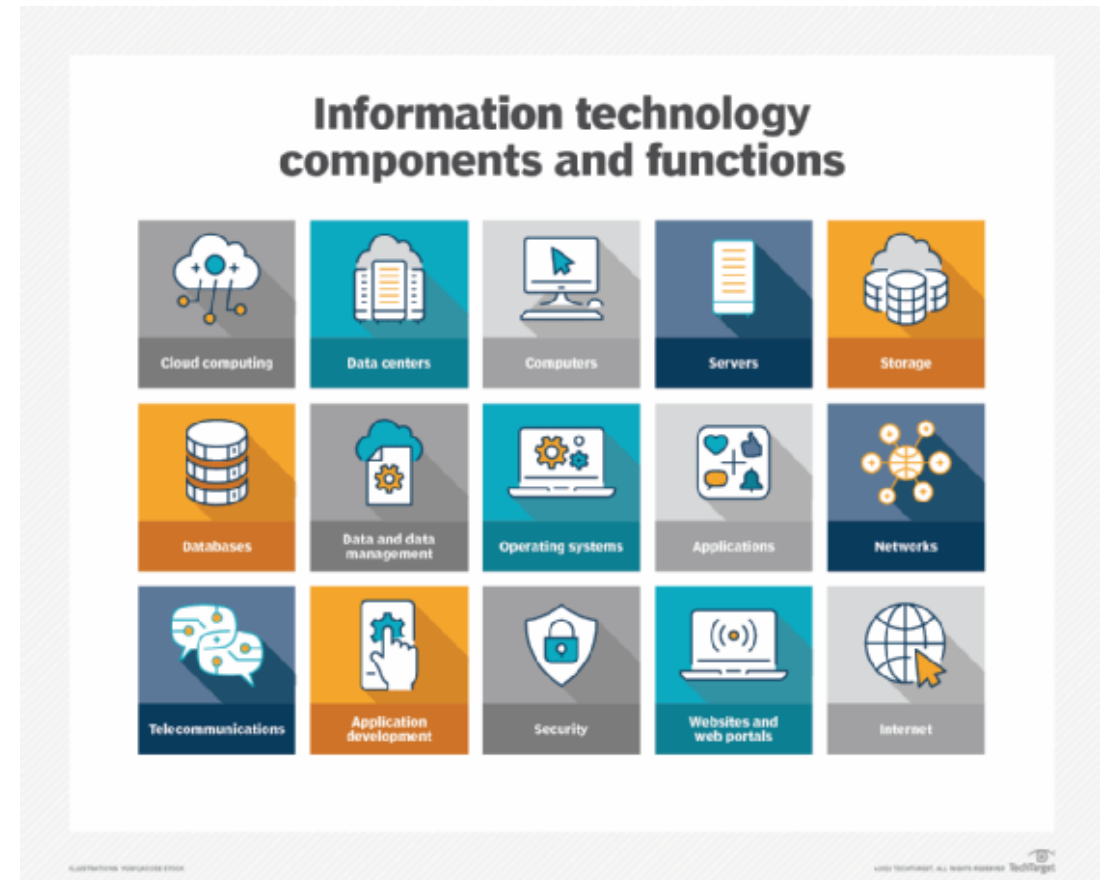 Information technology
components and functions
Cloud computing
Data centers
Computers
Servers
Storage
Databases
Data and data
management
Operating systems
Applications
Networks
Telecommunications
Application
development
Security
Websites and
web portals
Internet
TechTarget